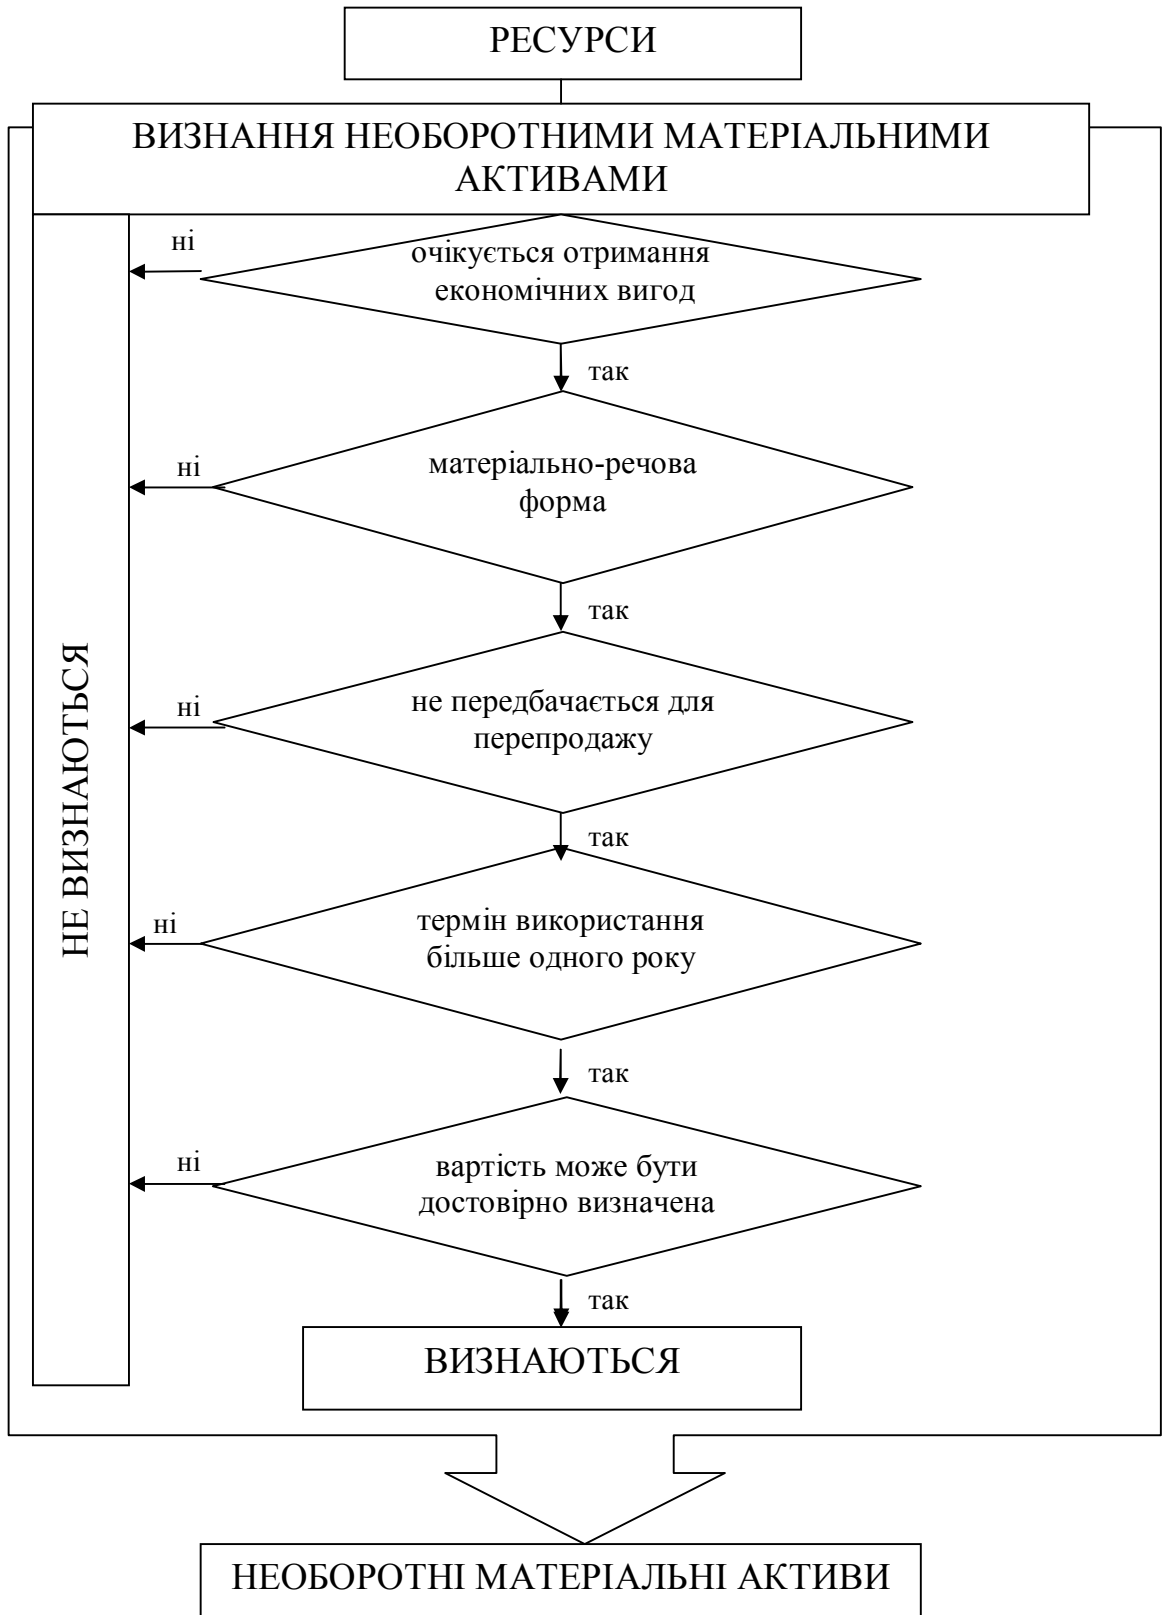 РЕСУРСИ
ВИЗНАННЯ НЕОБОРОТНИМИ МАТЕРІАЛЬНИМИ
АКТИВАМИ
ні
очікується отримання
економічних вигод
так
ні
матеріально-речова
форма
так
ні
не передбачається для
перепродажу
так
НЕ ВИЗНАЮТЬСЯ
ні
термін використання
більше одного року
так
ні
вартість може бути
достовірно визначена
так
ВИЗНАЮТЬСЯ
НЕОБОРОТНІ МАТЕРІАЛЬНІ АКТИВИ